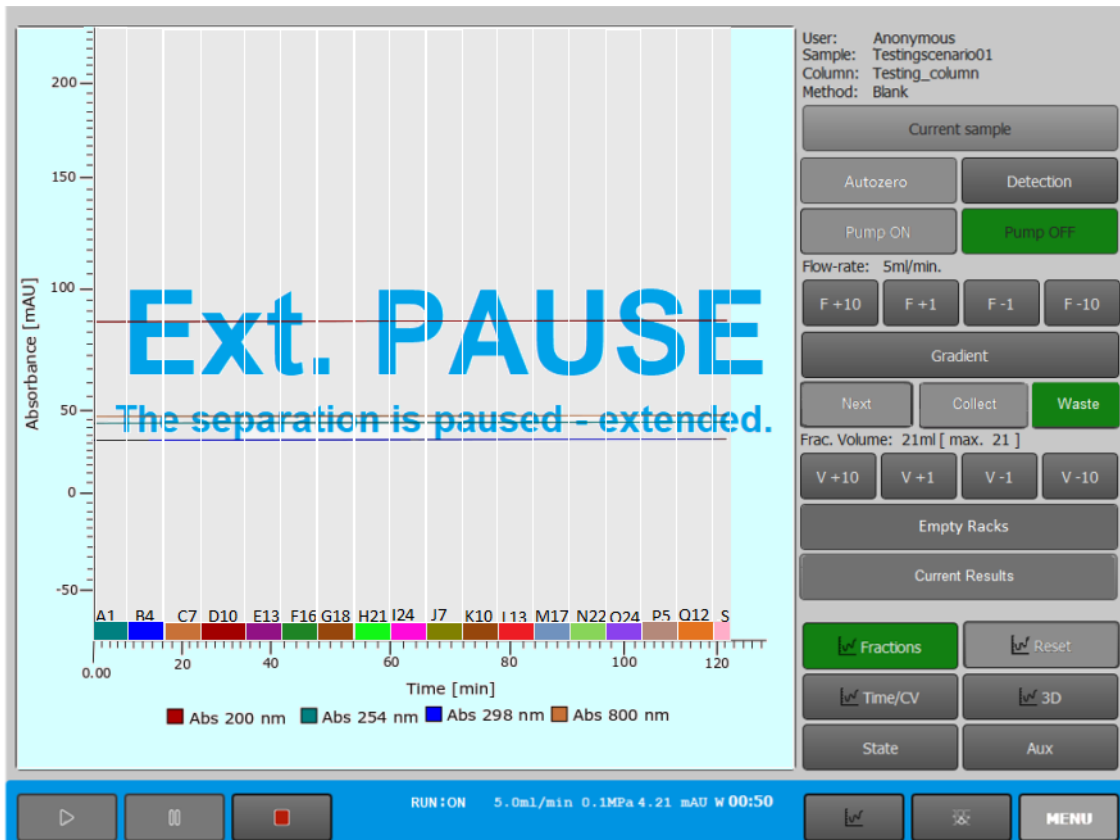 User: Anonymous
Sample: Testingscenario01
Column: Testing_column
Method: Blank
Current sample
Autozero Detection
Pump ON Pump OFF
Flow-rate: 5ml/min.
F +10 F +1 F -1 F -10
Gradient
Next Collect Waste
Frac. Volume: 21ml [ max. 21 ]
V +10 V +1 V -1 V -10
Empty Racks
Current Results
Fractions Reset
Time/CV 3D
State Aux
Absorbance [mAU]
200
150
100
50
0
-50
Ext. PAUSE
The separation is paused - extended.
A1 B4 C7 D10 E13 F16 G18 H21 I24 J7 K10 L13 M17 N22 O24 P5 Q12 S
0.00 20 40 60 80 100 120
Time [min]
Abs 200 nm Abs 254 nm Abs 298 nm Abs 800 nm
RUN:ON 5.0ml/min 0.1MPa 4.21 mAU W 00:50
MENU